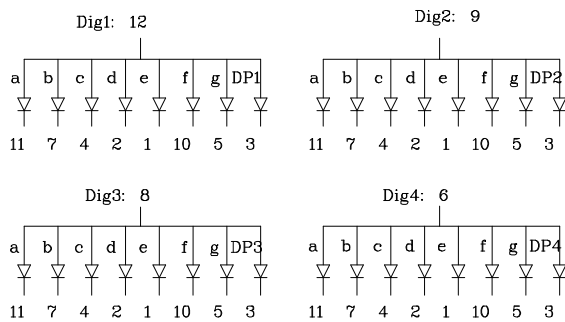 Dig1: 12
a b c d e f g DP1
11 7 4 2 1 10 5 3
Dig2: 9
a b c d e f g DP2
11 7 4 2 1 10 5 3
Dig3: 8
a b c d e f g DP3
11 7 4 2 1 10 5 3
Dig4: 6
a b c d e f g DP4
11 7 4 2 1 10 5 3